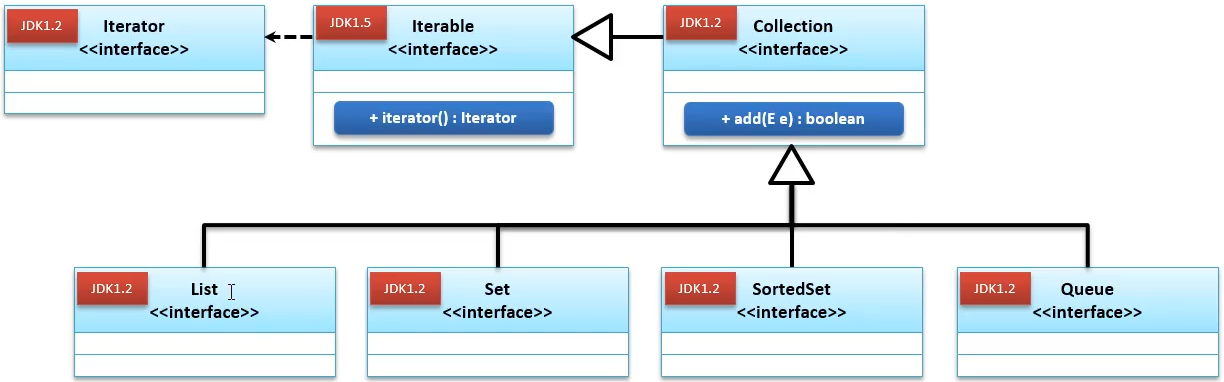 JDK1.2
Iterator
<<interface>>
JDK1.5
Iterable
<<interface>>
+ iterator() : Iterator
JDK1.2
Collection
<<interface>>
+ add(E e) : boolean
JDK1.2
List
<<interface>>
JDK1.2
Set
<<interface>>
JDK1.2
SortedSet
<<interface>>
JDK1.2
Queue
<<interface>>